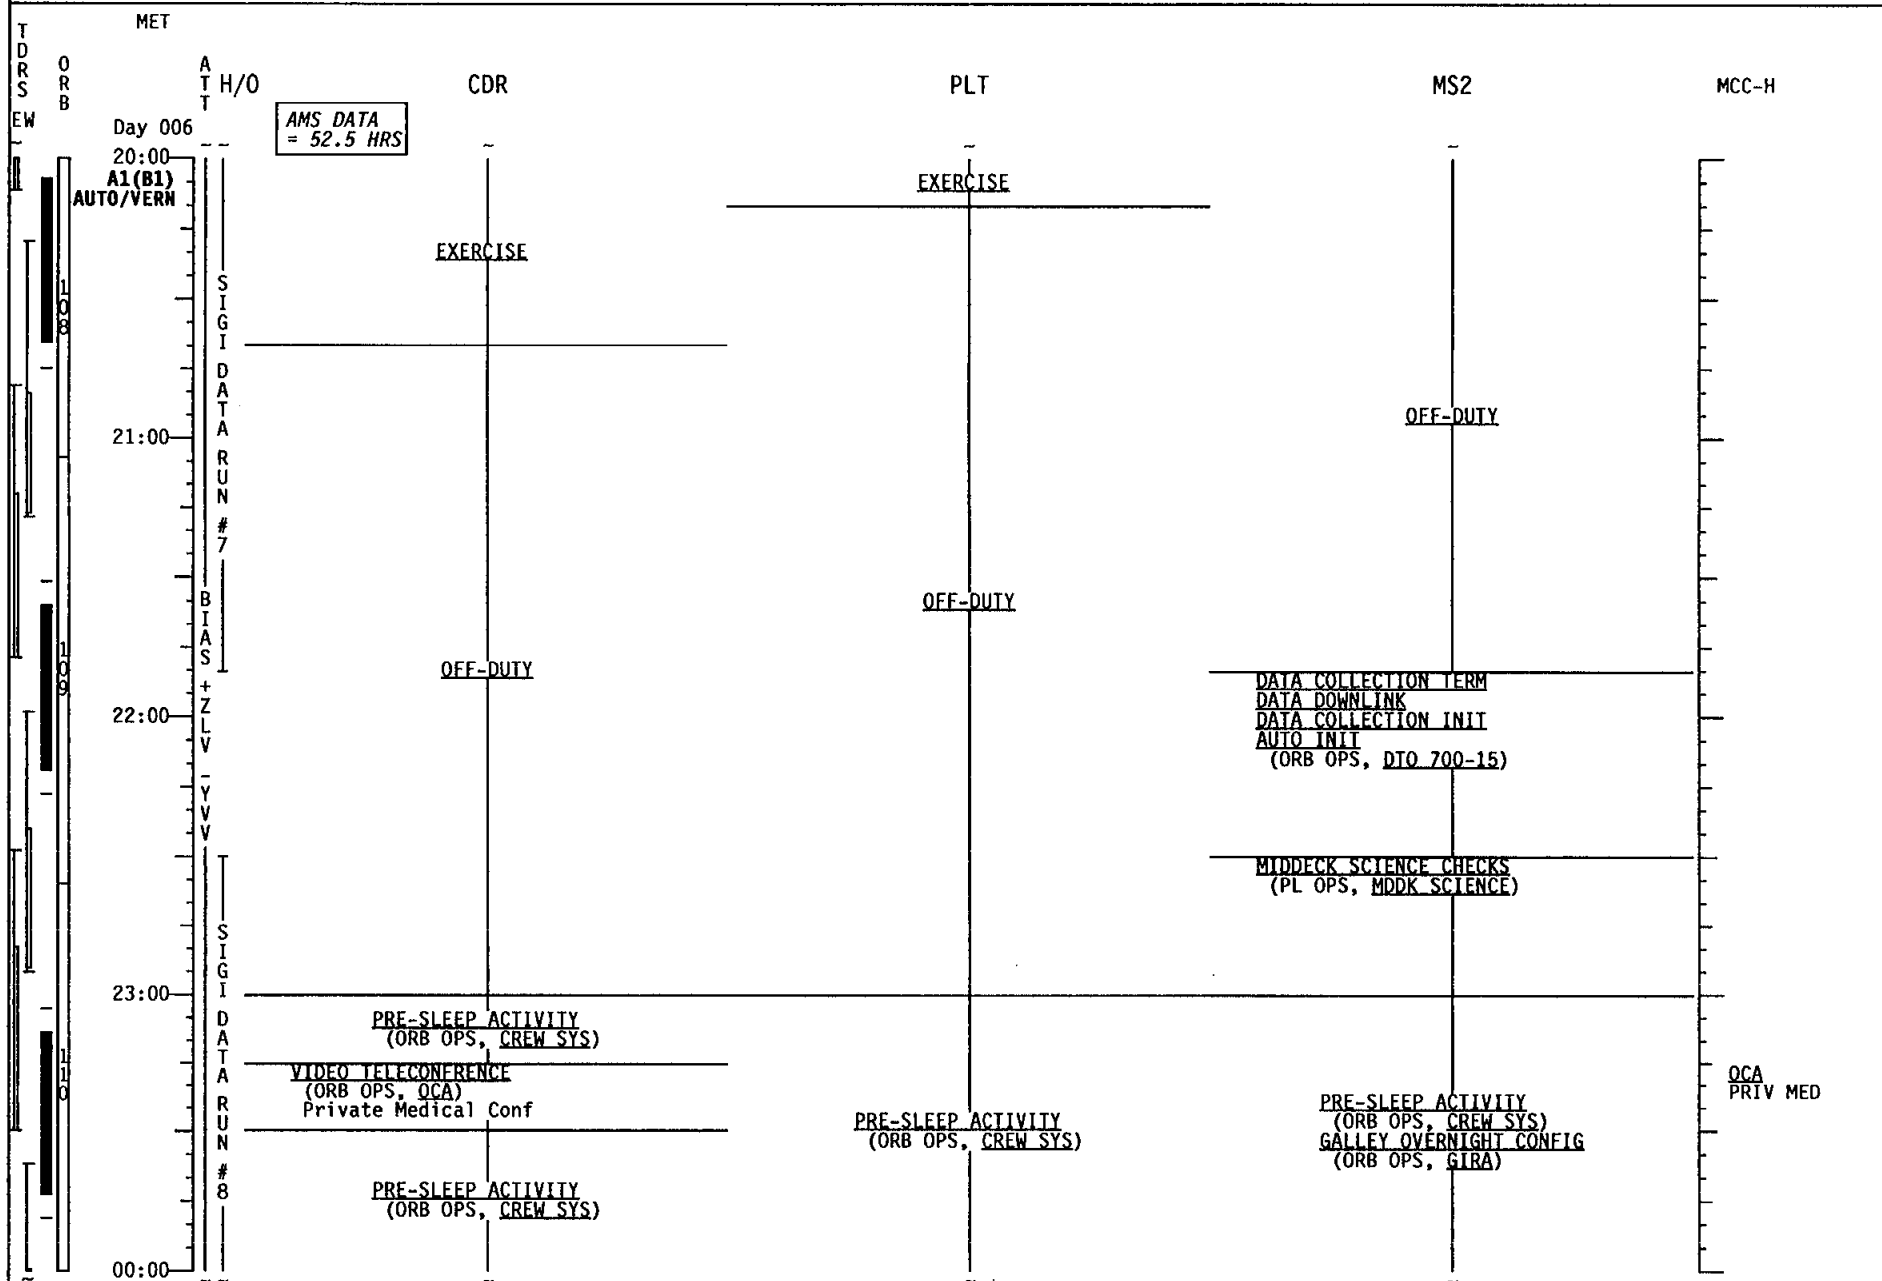 MET
TDRS
ORB
ATT
H/O
CDR
PLT
MS2
MCC-H
EW
Day 006
AMS DATA
= 52.5 HRS
20:00
A1(B1)
AUTO/VERN
EXERCISE
EXERCISE
108
SIGI DATA RUN #7
OFF-DUTY
21:00
OFF-DUTY
BIAS +ZLV -YVV
109
OFF-DUTY
DATA COLLECTION TERM
DATA DOWNLINK
DATA COLLECTION INIT
AUTO INIT
(ORB OPS, DTO 700-15)
22:00
MIDDECK SCIENCE CHECKS
(PL OPS, MDDK SCIENCE)
SIGI DATA RUN #8
23:00
PRE-SLEEP ACTIVITY
(ORB OPS, CREW SYS)
110
VIDEO TELECONFRENCE
(ORB OPS, OCA)
Private Medical Conf
OCA
PRIV MED
PRE-SLEEP ACTIVITY
(ORB OPS, CREW SYS)
PRE-SLEEP ACTIVITY
(ORB OPS, CREW SYS)
GALLEY OVERNIGHT CONFIG
(ORB OPS, GIRA)
PRE-SLEEP ACTIVITY
(ORB OPS, CREW SYS)
00:00